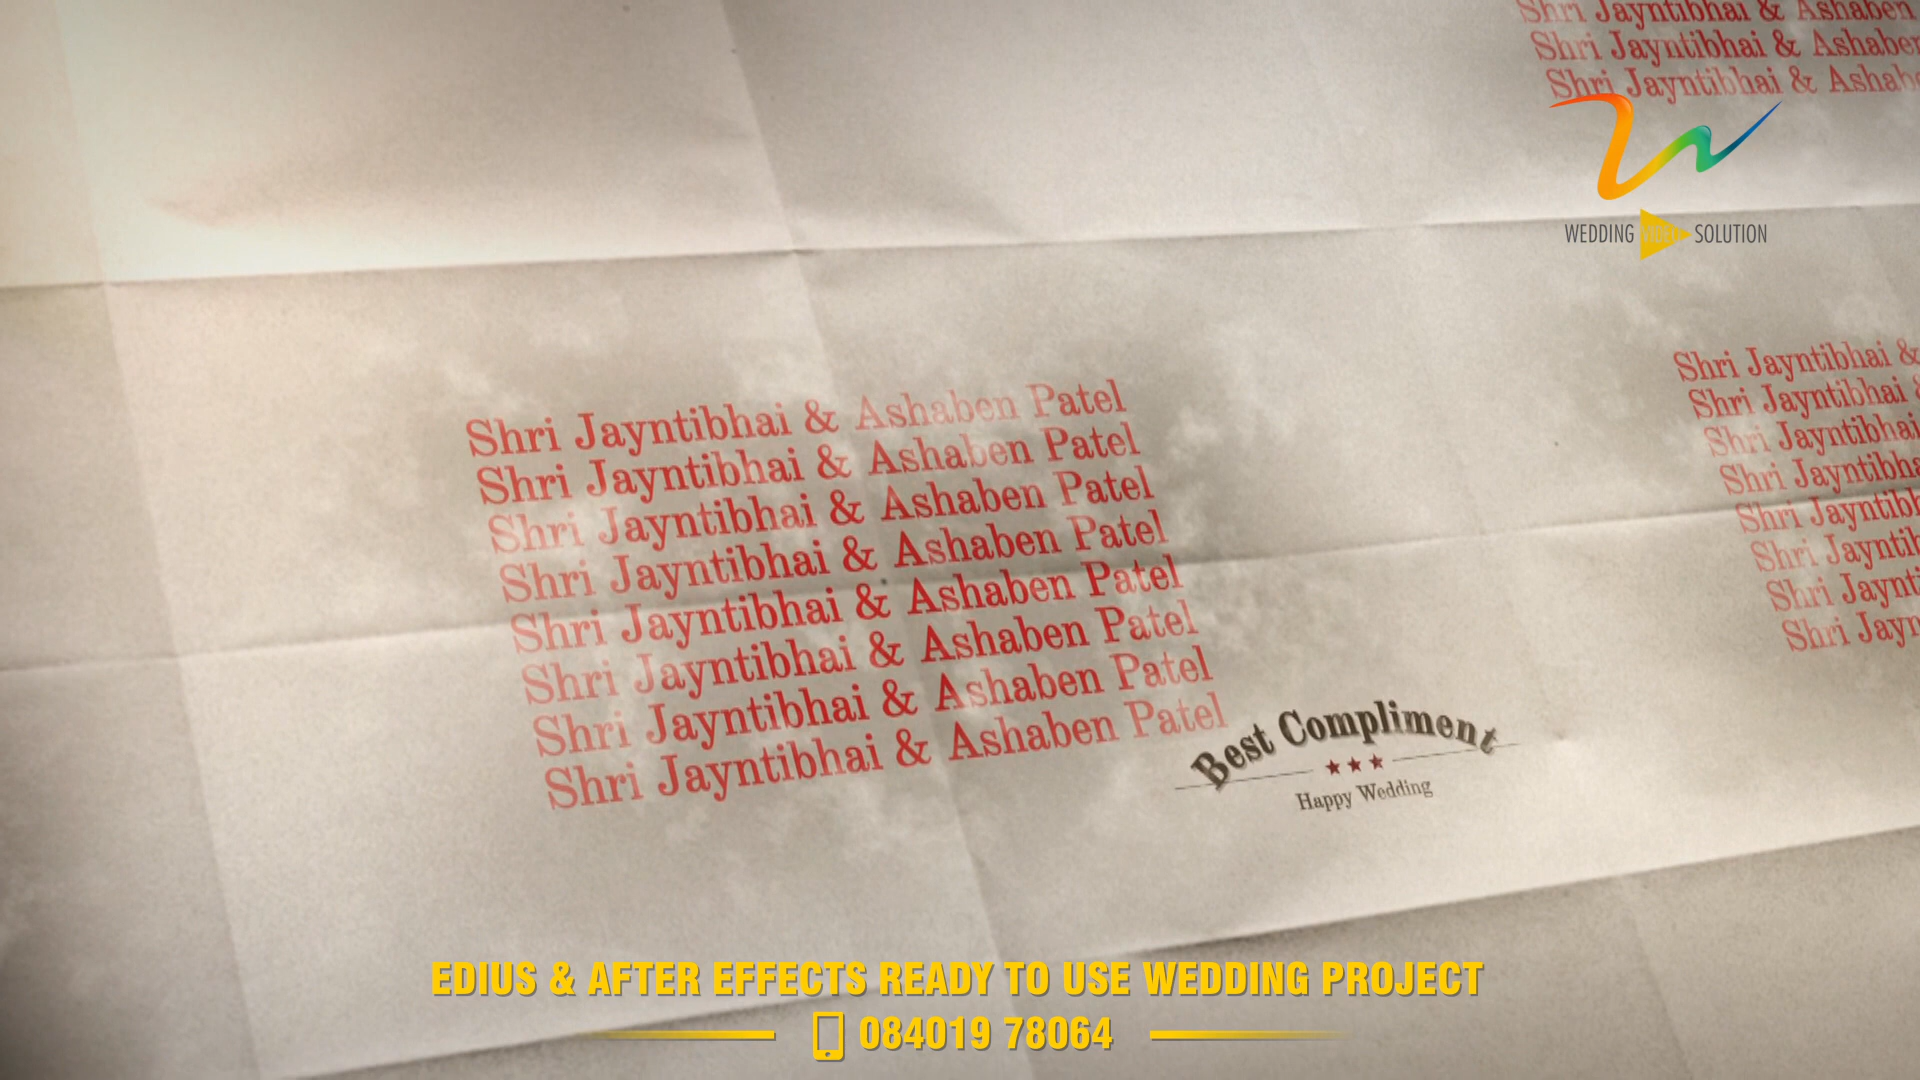 Shri Jayntibhai & Ashaben
Shri Jayntibhai & Ashaben
Shri Jayntibhai & Ashabe
WEDDING VIDEO SOLUTION
Shri Jayntibhai & Ashaben Patel
Shri Jayntibhai & Ashaben Patel
Shri Jayntibhai & Ashaben Patel
Shri Jayntibhai & Ashaben Patel
Shri Jayntibhai & Ashaben Patel
Shri Jayntibhai & Ashaben Patel
Shri Jayntibhai & Ashaben Patel
Shri Jayntibhai & Ashaben Patel
Shri Jayntibhai &
Shri Jayntibhai &
Shri Jayntibhai
Shri Jayntibha
Shri Jayntibh
Shri Jayntib
Shri Jaynti
Shri Jayn
Best Compliment
Happy Wedding
EDIUS & AFTER EFFECTS READY TO USE WEDDING PROJECT
084019 78064